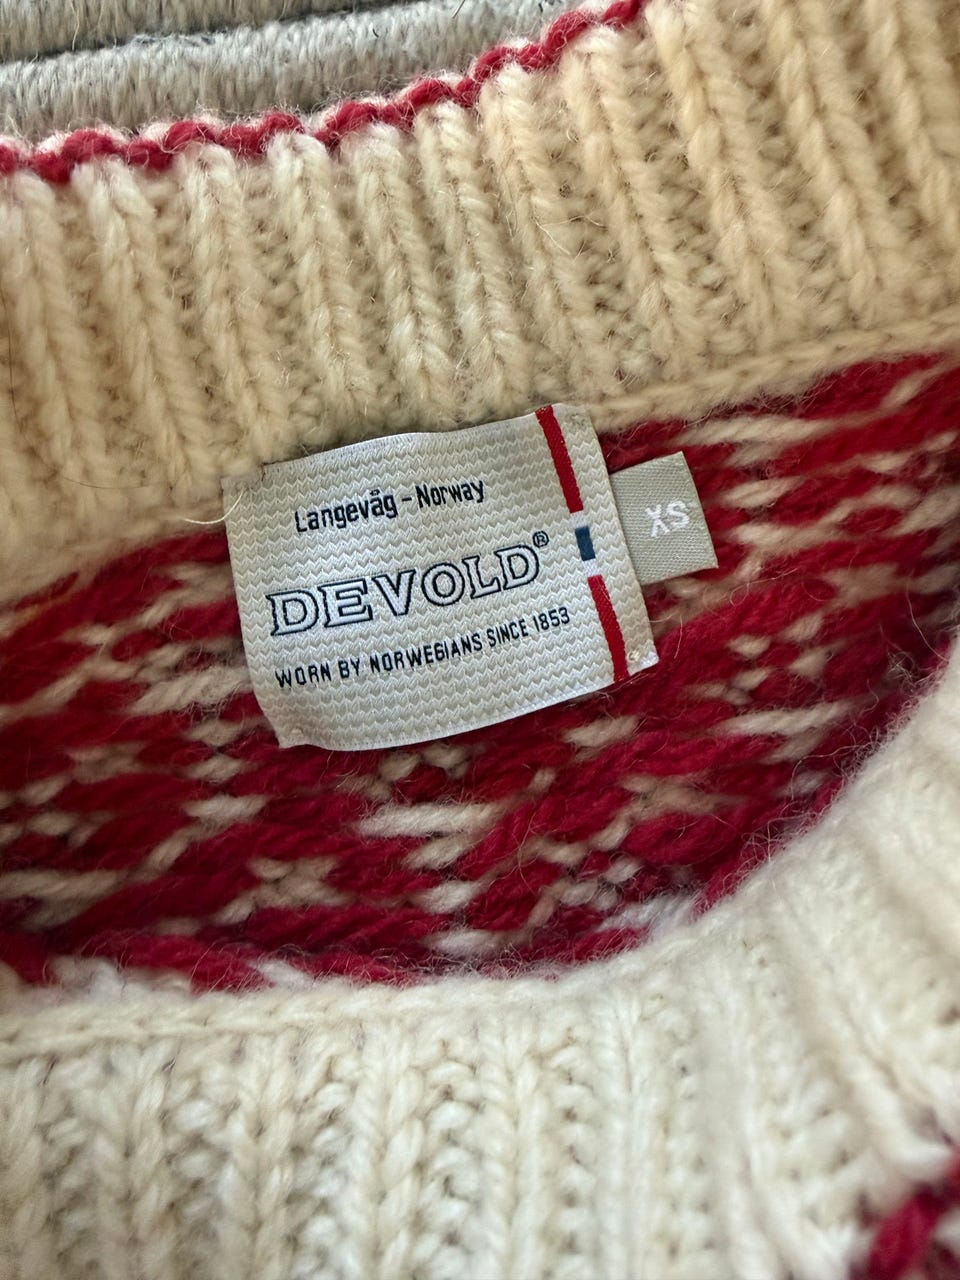 Langevåg - Norway
DEVOLD®
WORN BY NORWEGIANS SINCE 1853
XS